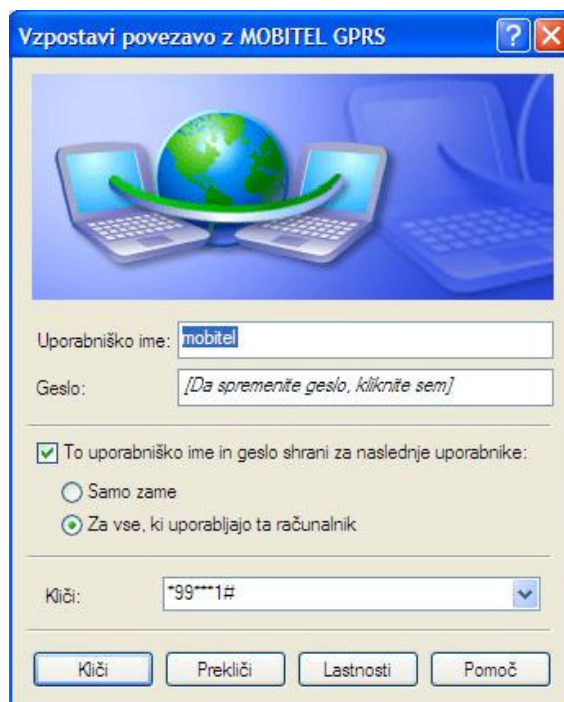 Vzpostavi povezavo z MOBITEL GPRS
Uporabniško ime: mobitel
Geslo: [Da spremenite geslo, kliknite sem]
To uporabniško ime in geslo shrani za naslednje uporabnike:
Samo zame
Za vse, ki uporabljajo ta računalnik
Kliči: *99***1#
Kliči Prekliči Lastnosti Pomoč